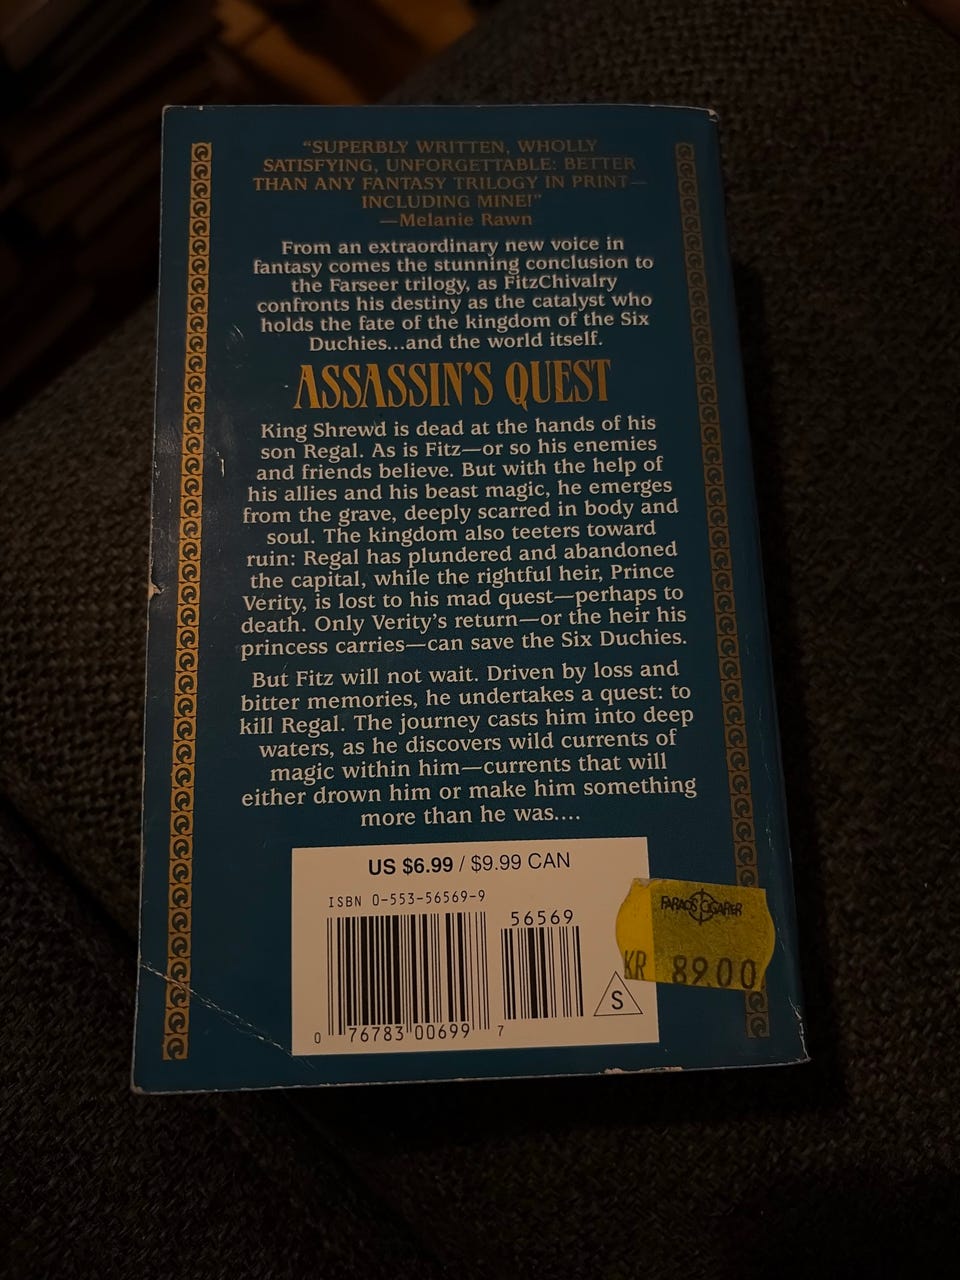 “SUPERBLY WRITTEN, WHOLLY
SATISFYING, UNFORGETTABLE: BETTER
THAN ANY FANTASY TRILOGY IN PRINT—
INCLUDING MINE!”
—Melanie Rawn
From an extraordinary new voice in
fantasy comes the stunning conclusion to
the Farseer trilogy, as FitzChivalry
confronts his destiny as the catalyst who
holds the fate of the kingdom of the Six
Duchies...and the world itself.
ASSASSIN'S QUEST
King Shrewd is dead at the hands of his
son Regal. As is Fitz—or so his enemies
and friends believe. But with the help of
his allies and his beast magic, he emerges
from the grave, deeply scarred in body and
soul. The kingdom also teeters toward
ruin: Regal has plundered and abandoned
the capital, while the rightful heir, Prince
Verity, is lost to his mad quest—perhaps to
death. Only Verity's return—or the heir his
princess carries—can save the Six Duchies.
But Fitz will not wait. Driven by loss and
bitter memories, he undertakes a quest: to
kill Regal. The journey casts him into deep
waters, as he discovers wild currents of
magic within him—currents that will
either drown him or make him something
more than he was....
US $6.99 / $9.99 CAN
ISBN 0-553-56569-9
56569
0 76783 00699 7
S
FARAOS CIGARER
KR 89.00